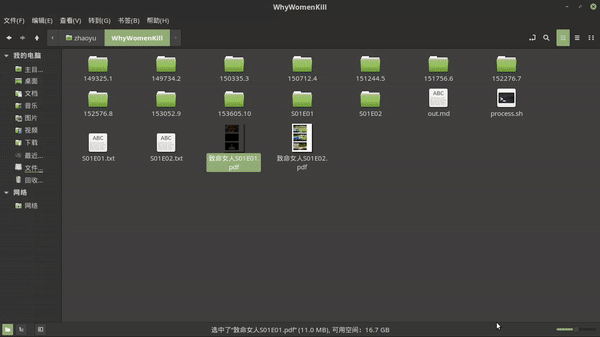 WhyWomenKill
文件(F) 编辑(E) 查看(V) 转到(G) 书签(B) 帮助(H)
zhaoyu WhyWomenKill
我的电脑
主目...
桌面
文档
音乐
图片
视频
下载
最近...
文件...
回收...
网络
网络
149325.1 149734.2 150335.3 150712.4 151244.5 151756.6 152276.7
152576.8 153052.9 153605.10 S01E01 S01E02 out.md process.sh
ABC
ABC ABC
S01E01.txt S01E02.txt 致命女人S01E01.pdf 致命女人S01E02.pdf
选中了"致命女人S01E01.pdf" (11.0 MB), 可用空间: 16.7 GB